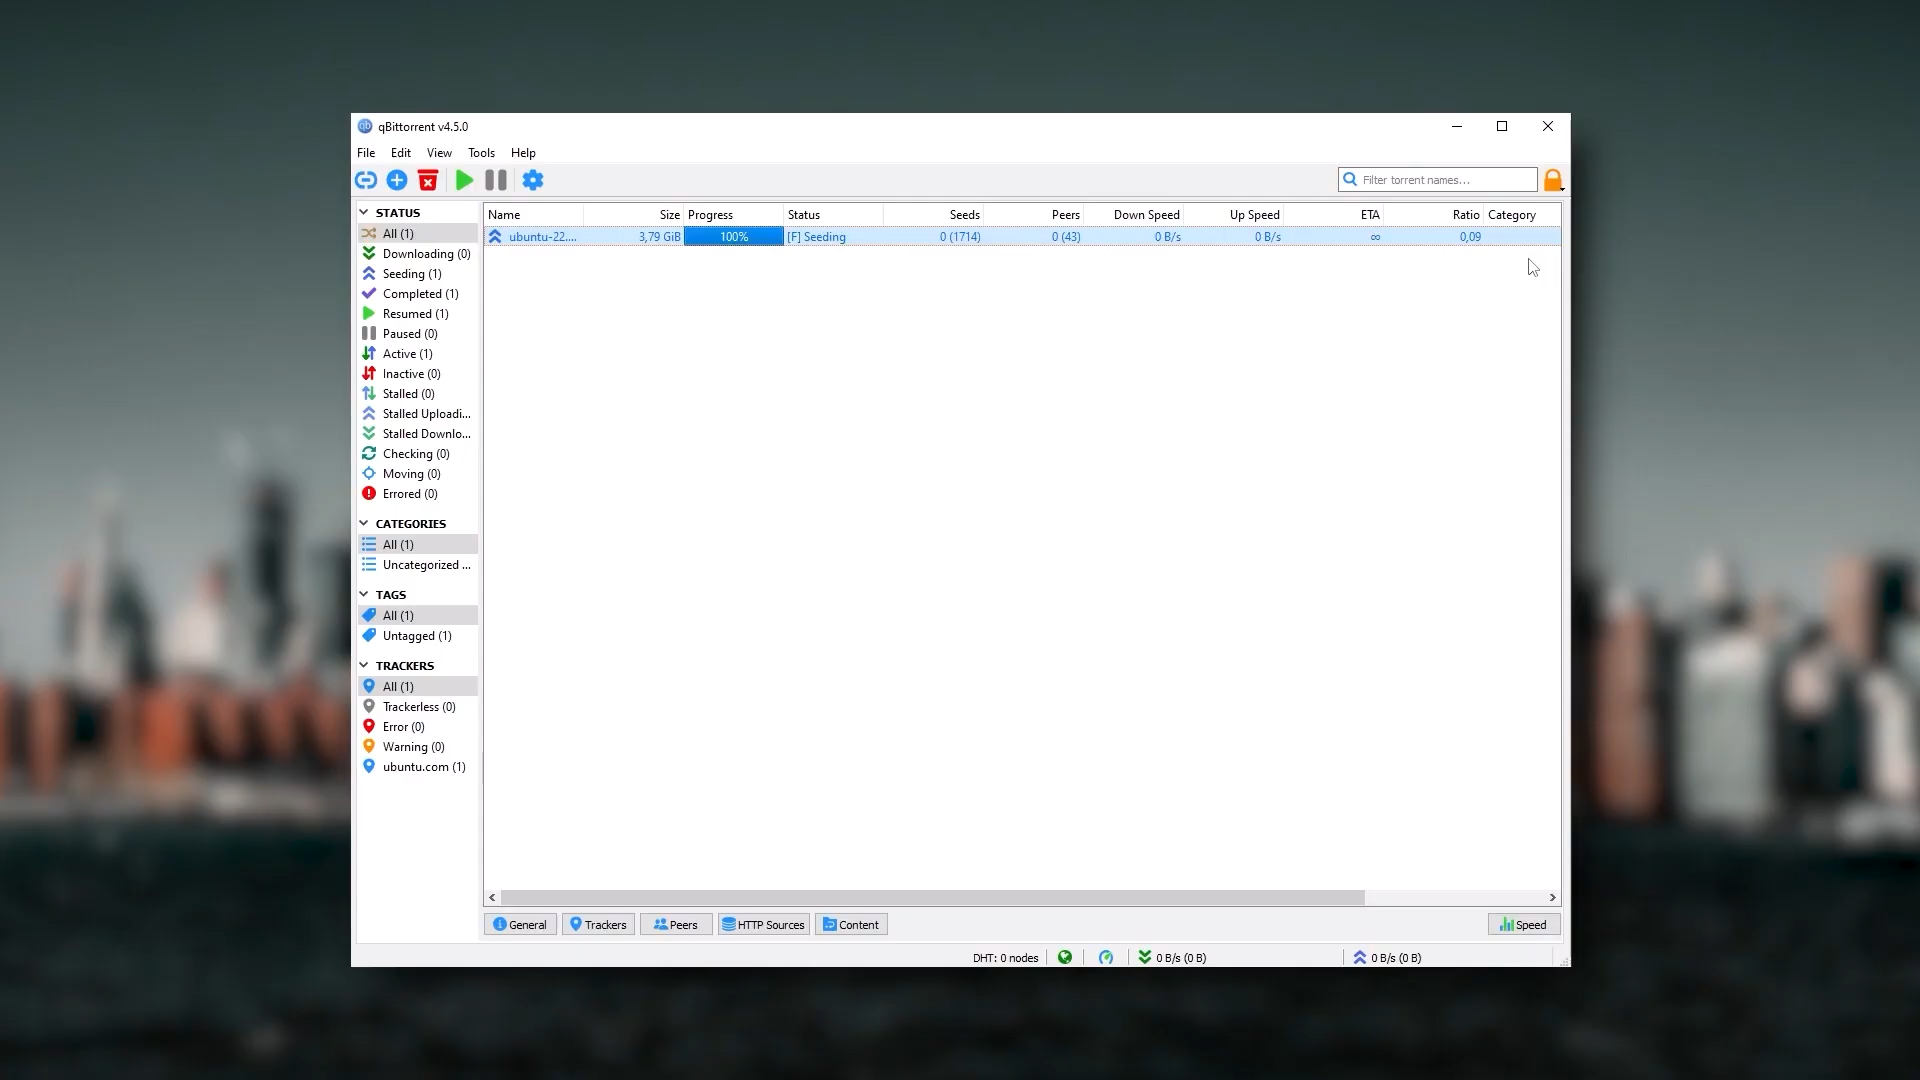 qBittorrent v4.5.0
File Edit View Tools Help
Filter torrent names...
STATUS
All (1)
Downloading (0)
Seeding (1)
Completed (1)
Resumed (1)
Paused (0)
Active (1)
Inactive (0)
Stalled (0)
Stalled Uploadi...
Stalled Downlo...
Checking (0)
Moving (0)
Errored (0)
CATEGORIES
All (1)
Uncategorized ...
TAGS
All (1)
Untagged (1)
TRACKERS
All (1)
Trackerless (0)
Error (0)
Warning (0)
ubuntu.com (1)
Name Size Progress Status Seeds Peers Down Speed Up Speed ETA Ratio Category
ubuntu-22.... 3,79 GiB 100% [F] Seeding 0 (1714) 0 (43) 0 B/s 0 B/s ∞ 0,09
General Trackers Peers HTTP Sources Content Speed
DHT: 0 nodes 0 B/s (0 B) 0 B/s (0 B)